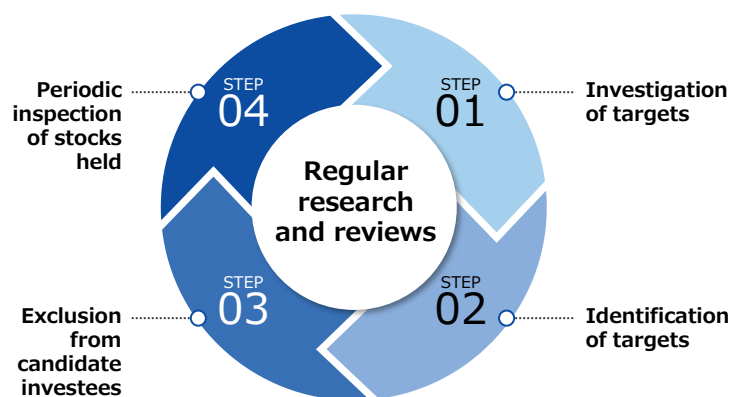 Regular
research
and reviews
STEP
01
Investigation
of targets
STEP
02
Identification
of targets
STEP
03
Exclusion
from
candidate
investees
STEP
04
Periodic
inspection
of stocks
held